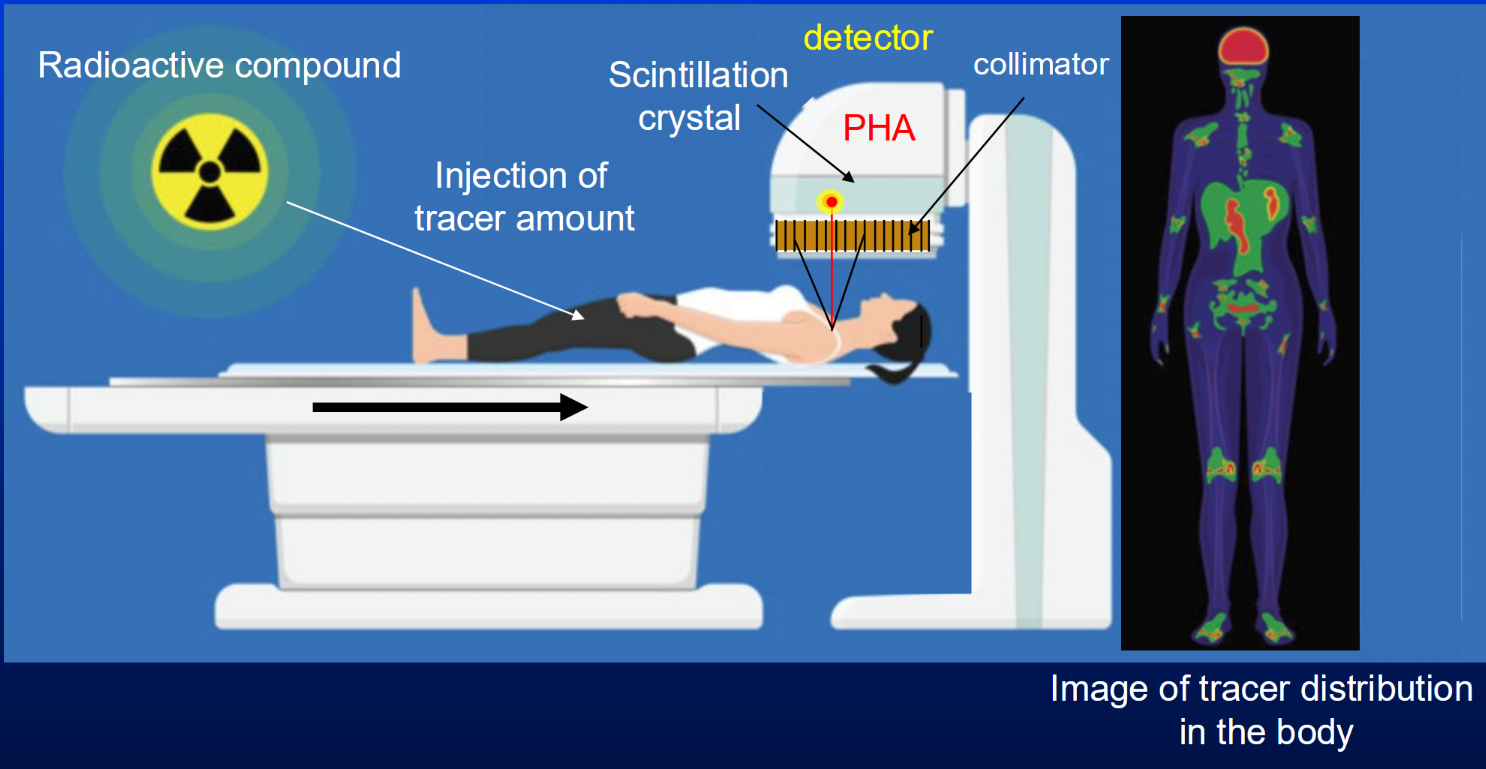 Radioactive compound
Injection of
tracer amount
detector
Scintillation
crystal
collimator
PHA
Image of tracer distribution
in the body